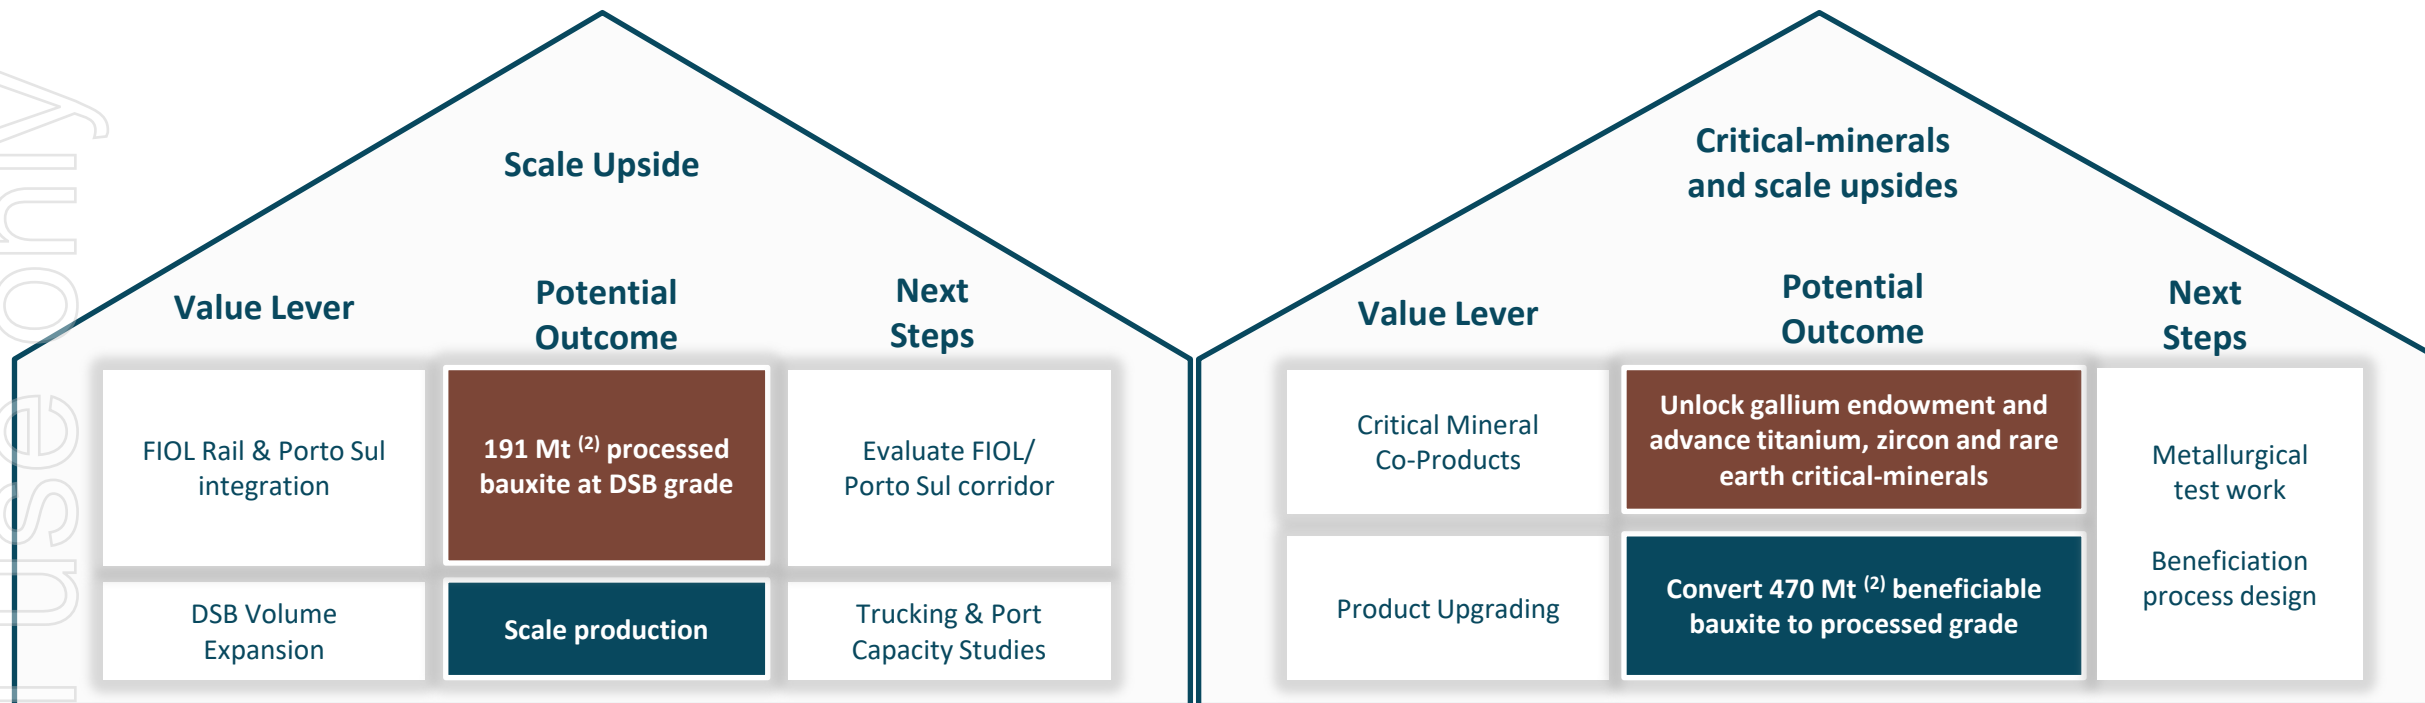 Scale Upside
Value Lever
Potential
Outcome
Next
Steps
FIOL Rail & Porto Sul
integration
191 Mt (2) processed
bauxite at DSB grade
Evaluate FIOL/
Porto Sul corridor
DSB Volume
Expansion
Scale production
Trucking & Port
Capacity Studies
Critical-minerals
and scale upsides
Value Lever
Potential
Outcome
Next
Steps
Critical Mineral
Co-Products
Unlock gallium endowment and
advance titanium, zircon and rare
earth critical-minerals
Metallurgical
test work
Beneficiation
process design
Product Upgrading
Convert 470 Mt (2) beneficiable
bauxite to processed grade
use only